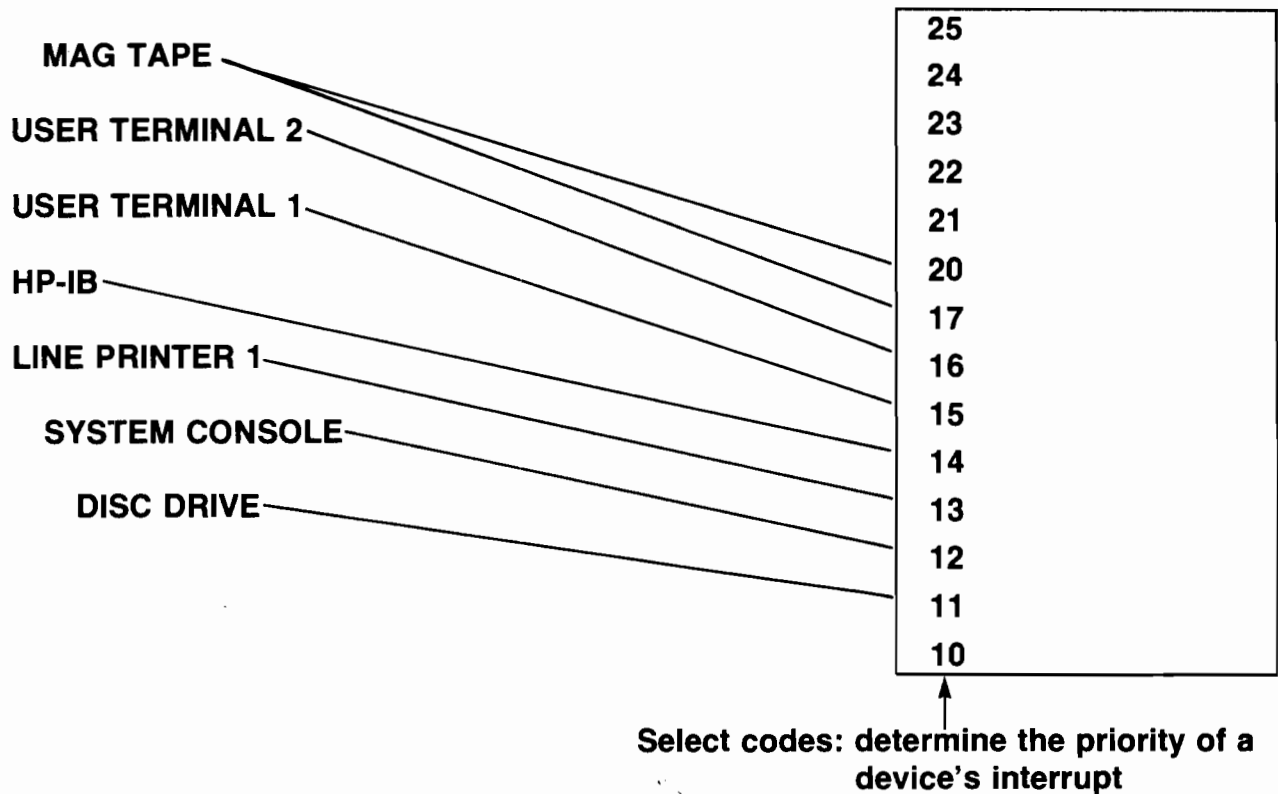 MAG TAPE
USER TERMINAL 2
USER TERMINAL 1
HP-IB
LINE PRINTER 1
SYSTEM CONSOLE
DISC DRIVE
25
24
23
22
21
20
17
16
15
14
13
12
11
10
Select codes: determine the priority of a
device's interrupt